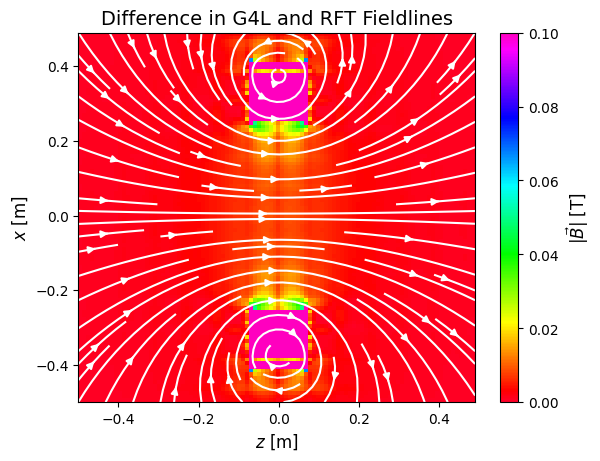 Difference in G4L and RFT Fieldlines
0.4
0.2
0.0
−0.2
−0.4
x [m]
−0.4 −0.2 0.0 0.2 0.4
z [m]
0.10
0.08
0.06
0.04
0.02
0.00
|B⃗| [T]